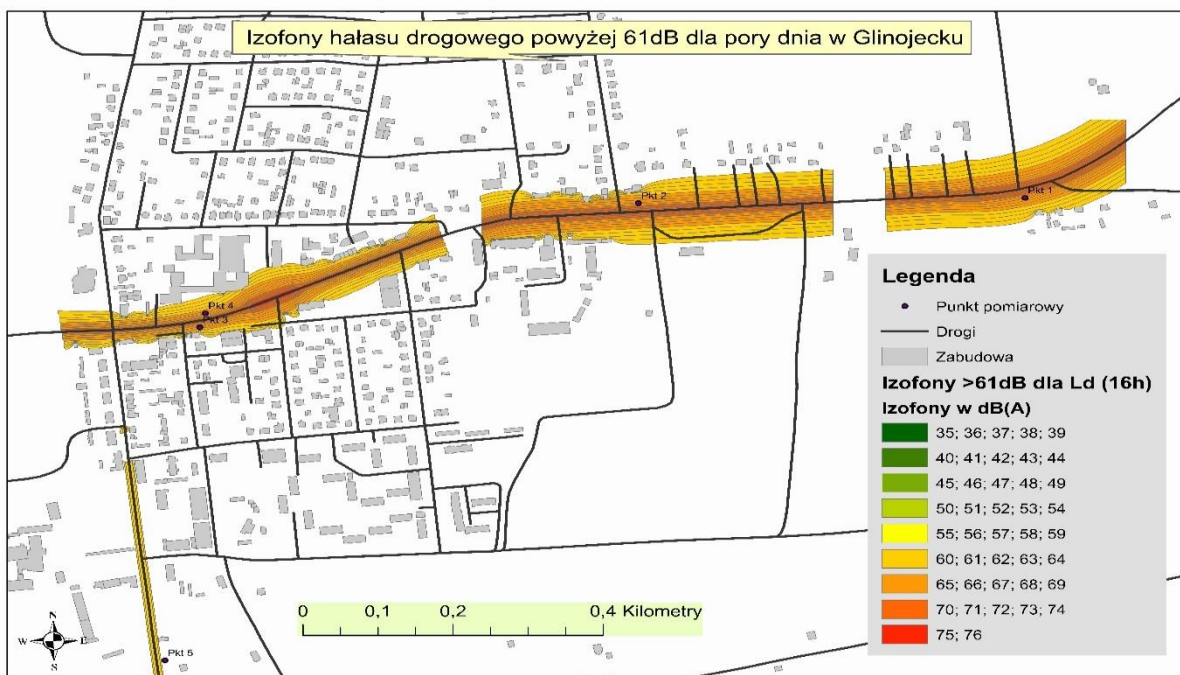 Izofony hałasu drogowego powyżej 61dB dla pory dnia w Glinojecku
Pkt 1
Pkt 2
Pkt 4
Pkt 3
Pkt 5
Legenda
Punkt pomiarowy
Drogi
Zabudowa
Izofony >61dB dla Ld (16h)
Izofony w dB(A)
35; 36; 37; 38; 39
40; 41; 42; 43; 44
45; 46; 47; 48; 49
50; 51; 52; 53; 54
55; 56; 57; 58; 59
60; 61; 62; 63; 64
65; 66; 67; 68; 69
70; 71; 72; 73; 74
75; 76
0 0,1 0,2 0,4 Kilometry
N
W E
S